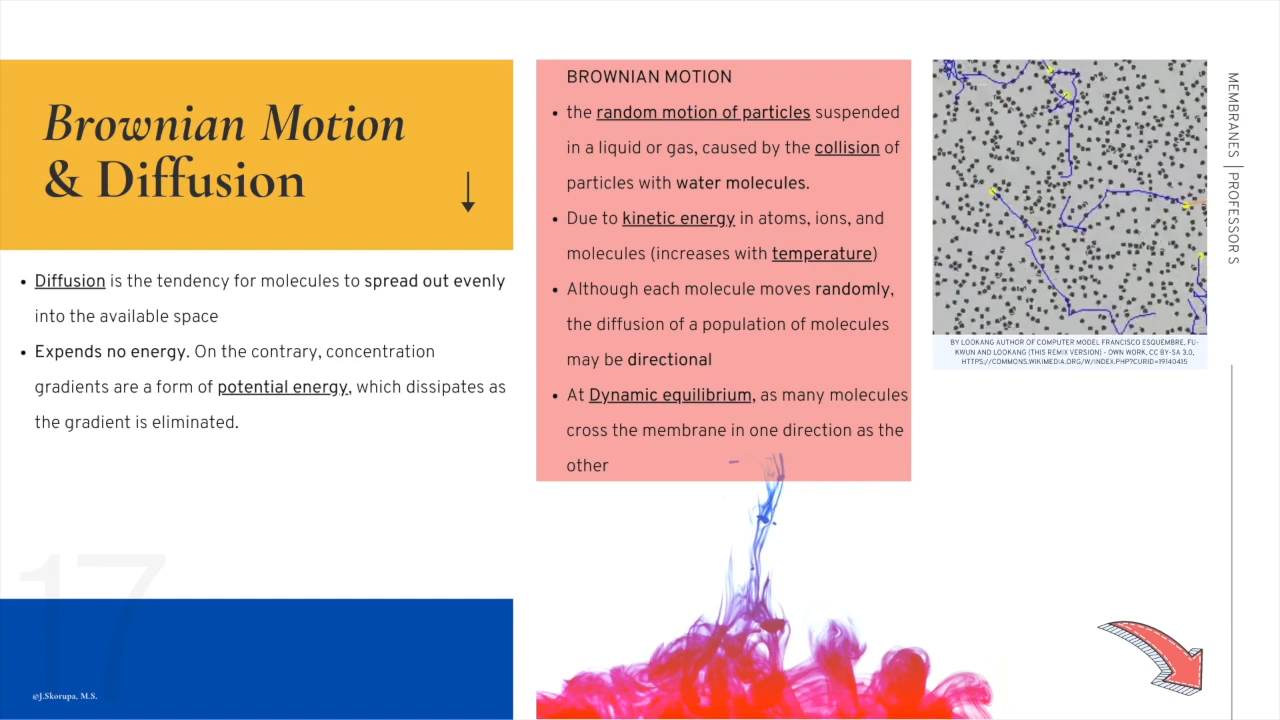 Brownian Motion
& Diffusion
• Diffusion is the tendency for molecules to spread out evenly
into the available space
• Expends no energy. On the contrary, concentration
gradients are a form of potential energy, which dissipates as
the gradient is eliminated.
17
@J.Skorupa, M.S.
BROWNIAN MOTION
• the random motion of particles suspended
in a liquid or gas, caused by the collision of
particles with water molecules.
• Due to kinetic energy in atoms, ions, and
molecules (increases with temperature)
• Although each molecule moves randomly,
the diffusion of a population of molecules
may be directional
• At Dynamic equilibrium, as many molecules
cross the membrane in one direction as the
other
BY LOOKANG AUTHOR OF COMPUTER MODEL FRANCISCO ESQUEMBRE, FU-
KWUN AND LOOKANG (THIS REMIX VERSION) - OWN WORK, CC BY-SA 3.0,
HTTPS://COMMONS.WIKIMEDIA.ORG/W/INDEX.PHP?CURID=19140415
MEMBRANES | PROFESSOR S